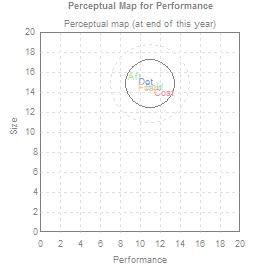 Perceptual Map for Performance
Perceptual map (at end of this year)
20
18
16
14
12
10
8
6
4
2
0
Size
Aft
Dot
Cost
0 2 4 6 8 10 12 14 16 18 20
Performance